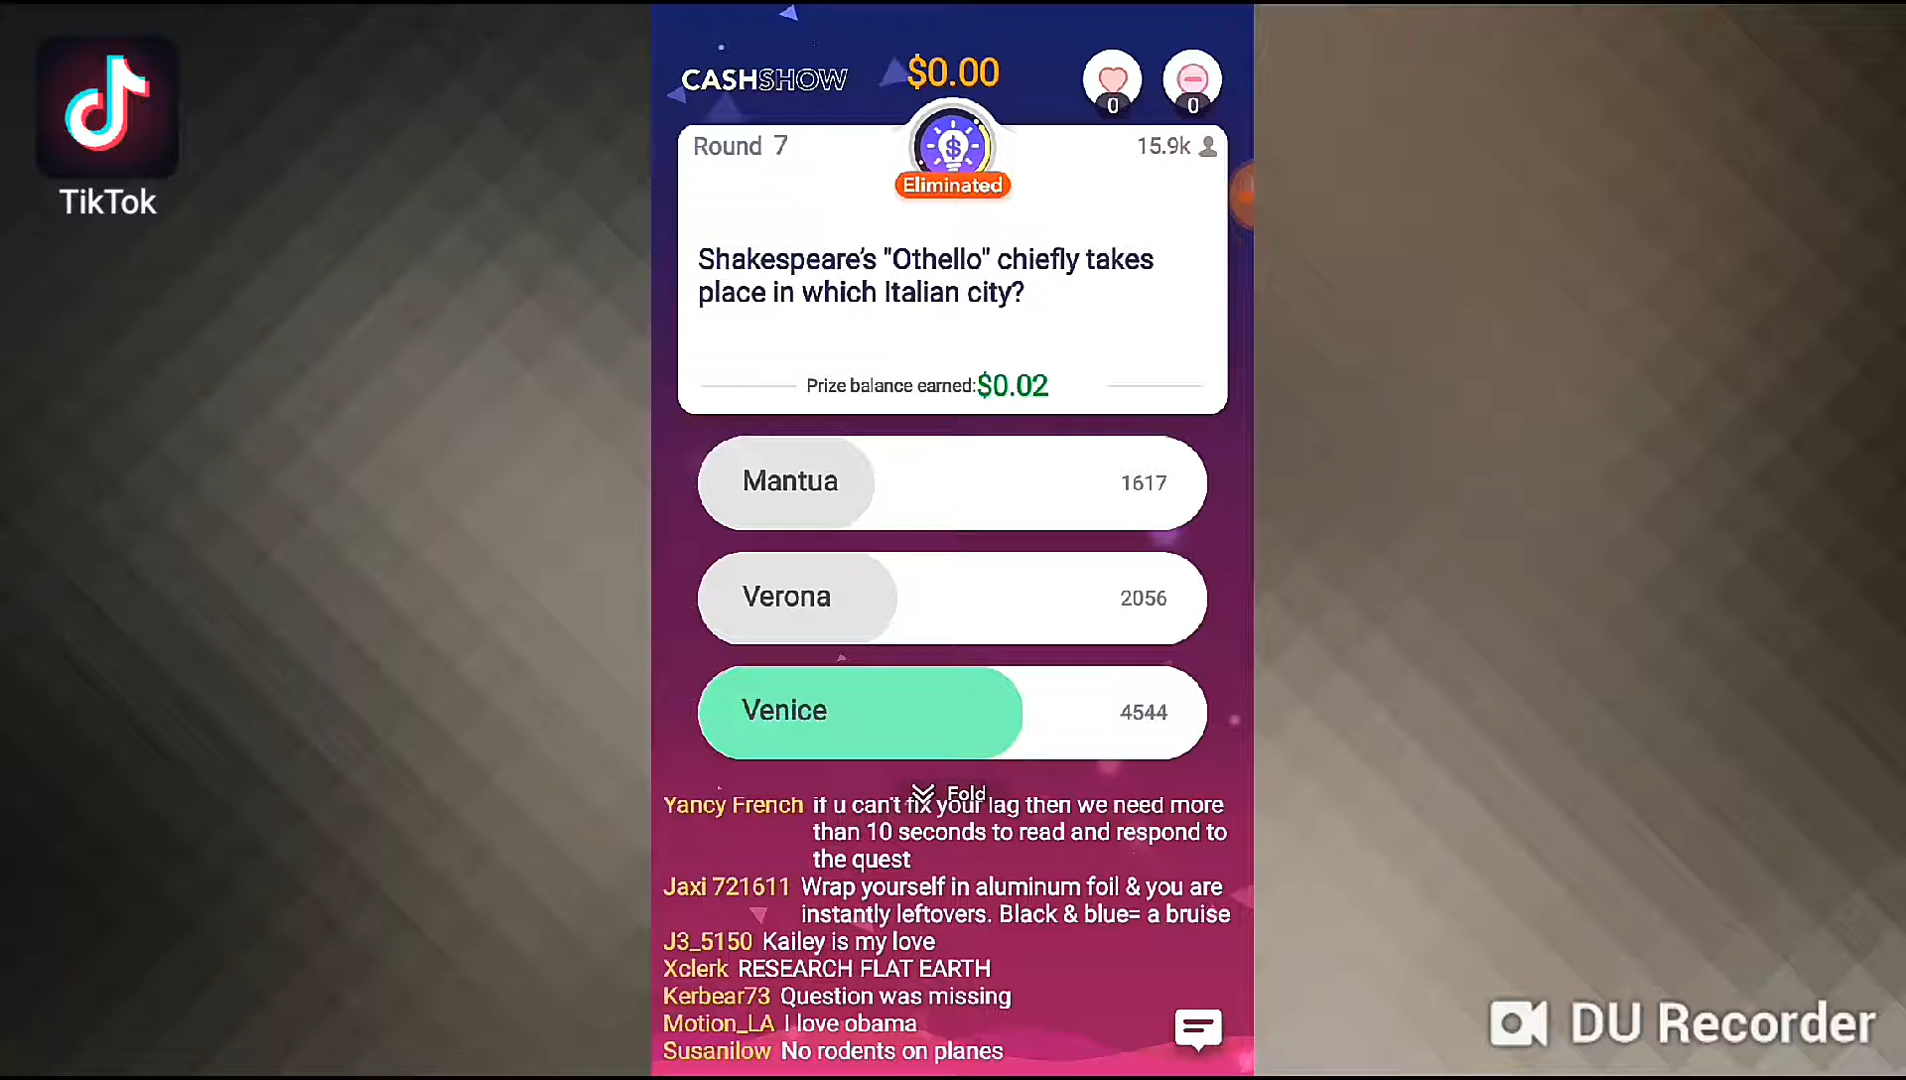 TikTok
CASHSHOW
$0.00
0
0
Round 7
15.9k
Eliminated
Shakespeare's "Othello" chiefly takes
place in which Italian city?
Prize balance earned:$0.02
Mantua 1617
Verona 2056
Venice 4544
Fold
Yancy French if u can't fix your lag then we need more
than 10 seconds to read and respond to
the quest
Jaxi 721611 Wrap yourself in aluminum foil & you are
instantly leftovers. Black & blue= a bruise
J3_5150 Kailey is my love
Xclerk RESEARCH FLAT EARTH
Kerbear73 Question was missing
Motion_LA I love obama
Susanilow No rodents on planes
DU Recorder